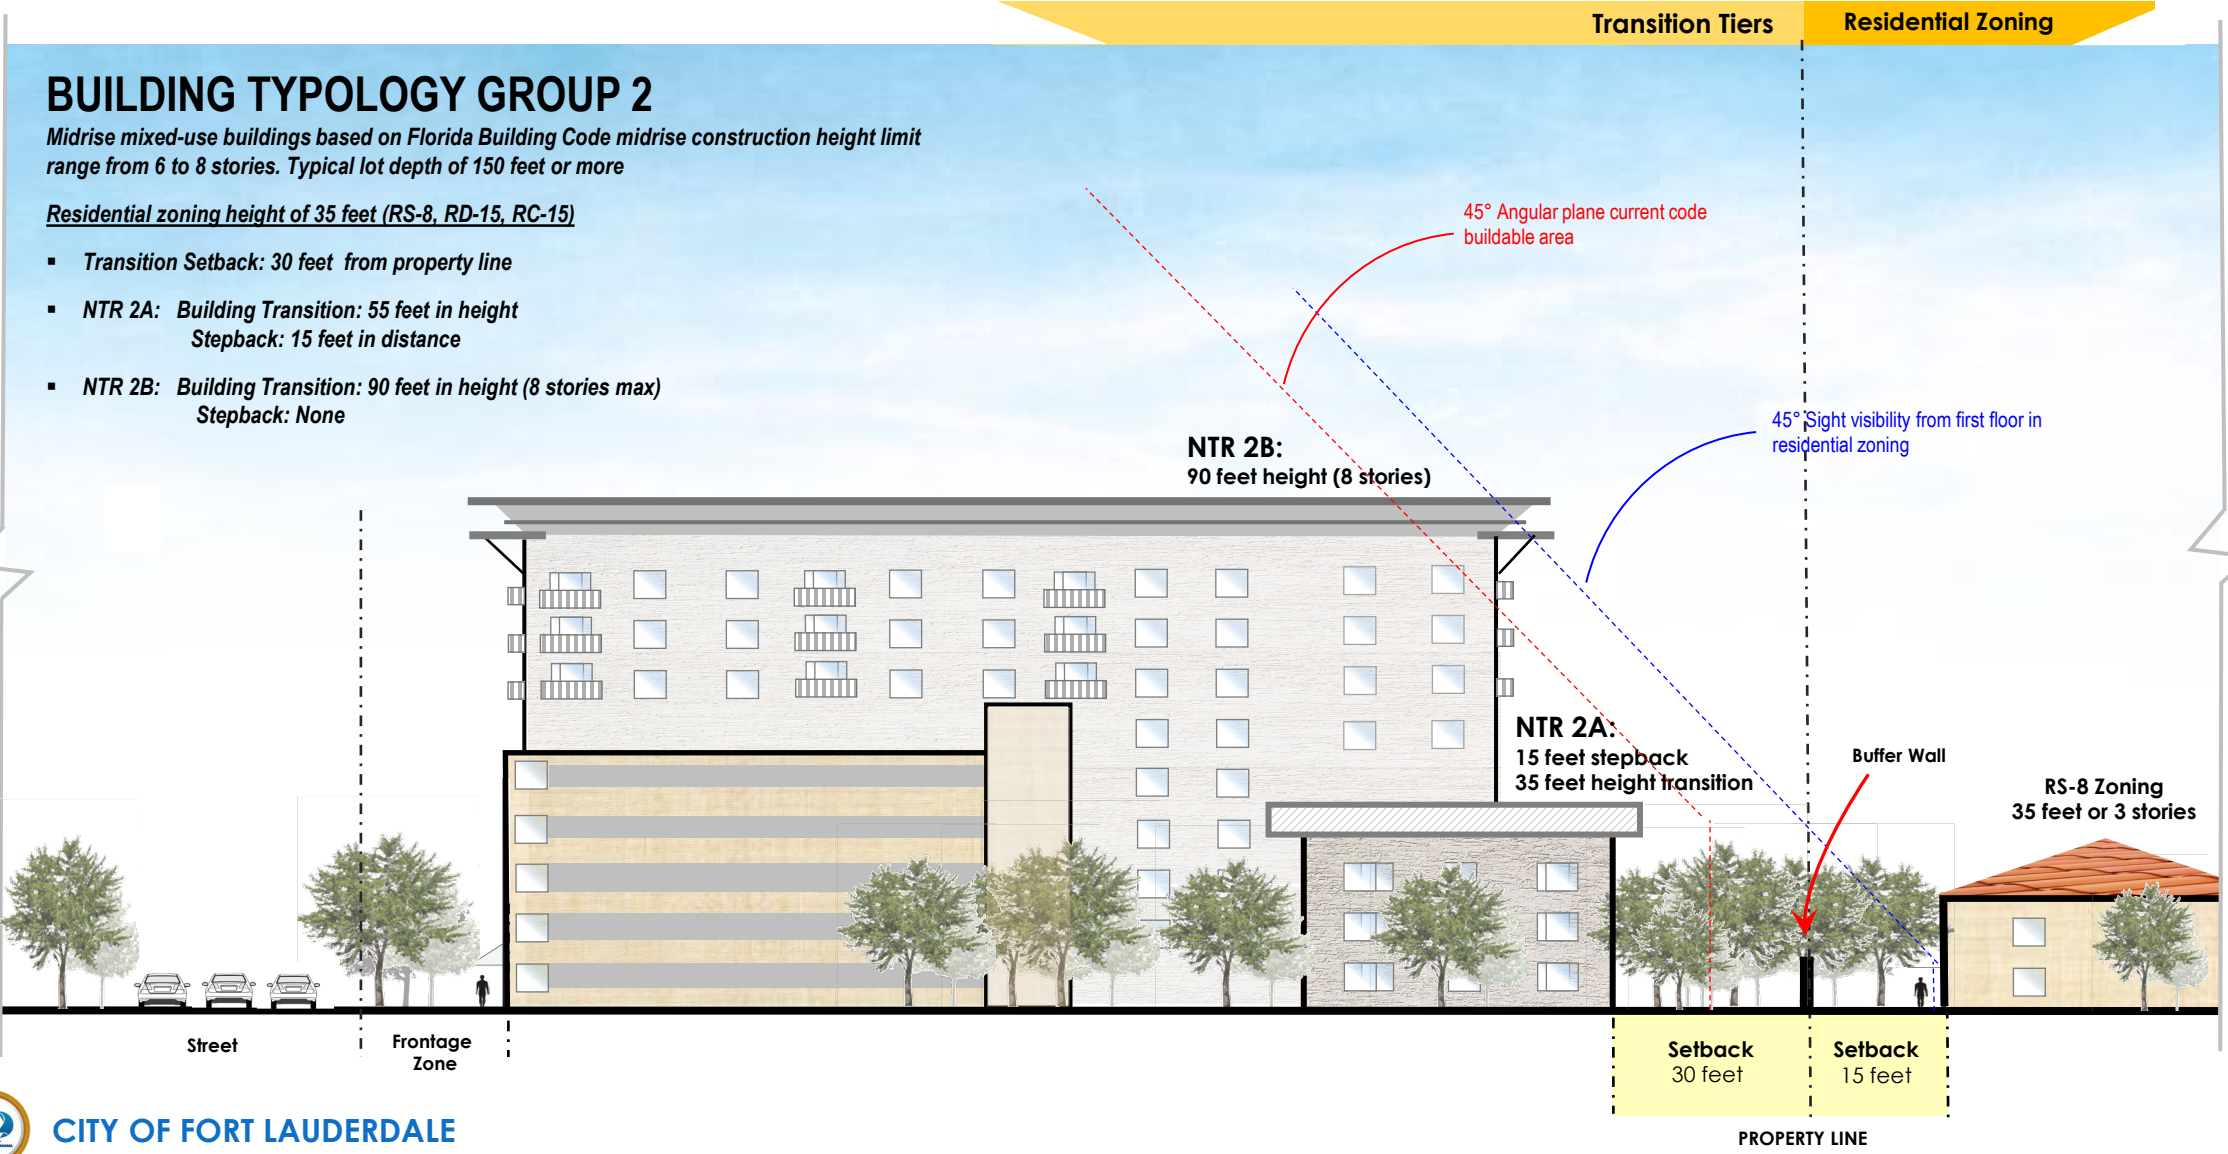 Transition Tiers
Residential Zoning
BUILDING TYPOLOGY GROUP 2
Midrise mixed-use buildings based on Florida Building Code midrise construction height limit
range from 6 to 8 stories. Typical lot depth of 150 feet or more
Residential zoning height of 35 feet (RS-8, RD-15, RC-15)
▪ Transition Setback: 30 feet from property line
▪ NTR 2A: Building Transition: 55 feet in height
Stepback: 15 feet in distance
▪ NTR 2B: Building Transition: 90 feet in height (8 stories max)
Stepback: None
45° Angular plane current code
buildable area
45° Sight visibility from first floor in
residential zoning
NTR 2B:
90 feet height (8 stories)
NTR 2A:
15 feet stepback
35 feet height transition
Buffer Wall
RS-8 Zoning
35 feet or 3 stories
Street
Frontage
Zone
Setback
30 feet
Setback
15 feet
PROPERTY LINE
CITY OF FORT LAUDERDALE